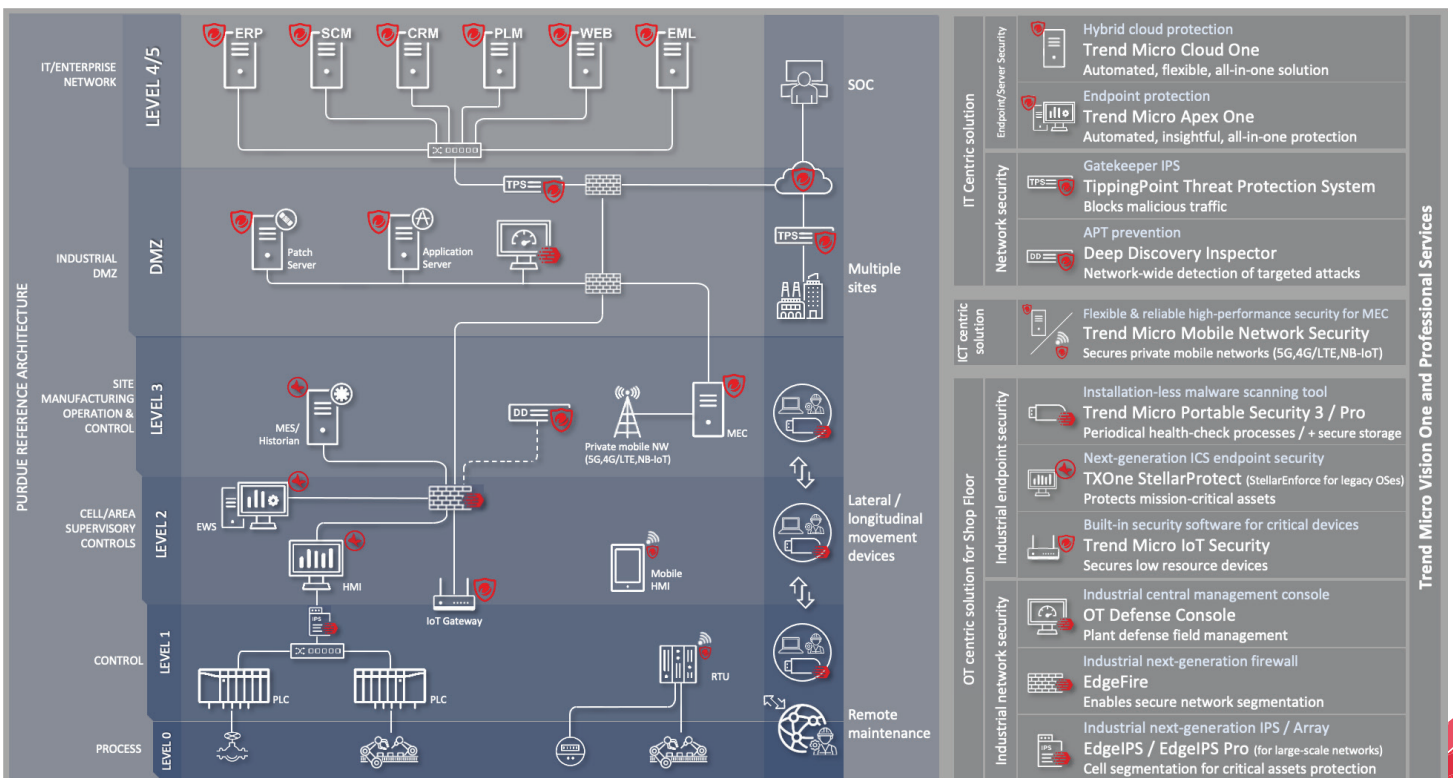 PURDUE REFERENCE ARCHITECTURE
IT/ENTERPRISE
NETWORK
LEVEL 4/5
ERP
SCM
CRM
PLM
WEB
EML
SOC
INDUSTRIAL
DMZ
DMZ
TPS
Patch
Server
Application
Server
TPS
Multiple
sites
SITE
MANUFACTURING
OPERATION &
CONTROL
LEVEL 3
MES/
Historian
DD
Private mobile NW
(5G,4G/LTE,NB-IoT)
MEC
CELL/AREA
SUPERVISORY
CONTROLS
LEVEL 2
EWS
HMI
IoT Gateway
Mobile
HMI
Lateral /
longitudinal
movement
devices
CONTROL
LEVEL 1
IPS
PLC
PLC
RTU
PROCESS
LEVEL 0
Remote
maintenance
IT Centric solution
Endpoint/Server Security
Hybrid cloud protection
Trend Micro Cloud One
Automated, flexible, all-in-one solution
Endpoint protection
Trend Micro Apex One
Automated, insightful, all-in-one protection
Network security
Gatekeeper IPS
TPS
TippingPoint Threat Protection System
Blocks malicious traffic
APT prevention
DD
Deep Discovery Inspector
Network-wide detection of targeted attacks
ICT centric
solution
Flexible & reliable high-performance security for MEC
Trend Micro Mobile Network Security
Secures private mobile networks (5G,4G/LTE,NB-IoT)
OT centric solution for Shop Floor
Industrial endpoint security
Installation-less malware scanning tool
Trend Micro Portable Security 3 / Pro
Periodical health-check processes / + secure storage
Next-generation ICS endpoint security
TXOne StellarProtect (StellarEnforce for legacy OSes)
Protects mission-critical assets
Built-in security software for critical devices
Trend Micro IoT Security
Secures low resource devices
Industrial network security
Industrial central management console
OT Defense Console
Plant defense field management
Industrial next-generation firewall
EdgeFire
Enables secure network segmentation
Industrial next-generation IPS / Array
IPS
EdgeIPS / EdgeIPS Pro (for large-scale networks)
Cell segmentation for critical assets protection
Trend Micro Vision One and Professional Services